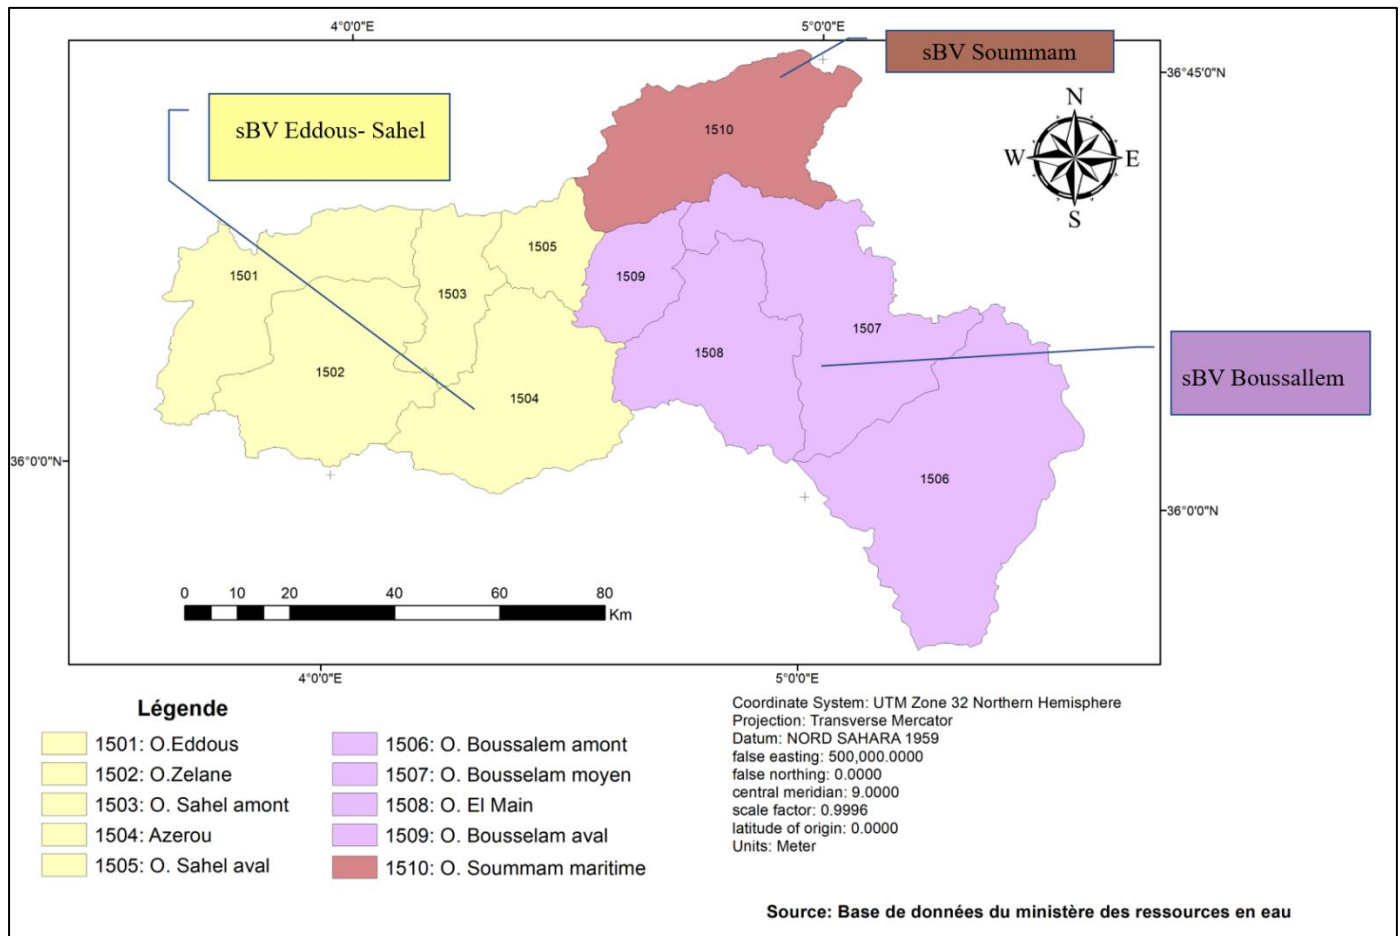 4°0'0"E
5°0'0"E
sBV Soummam
36°45'0"N
sBV Eddous- Sahel
N
W
E
S
1510
1505
1501
1509
1503
1507
1508
1502
1504
sBV Boussallem
36°0'0"N
1506
36°0'0"N
0 10 20 40 60 80
Km
4°0'0"E
5°0'0"E
Légende
1501: O.Eddous
1502: O.Zelane
1503: O. Sahel amont
1504: Azerou
1505: O. Sahel aval
1506: O. Boussalem amont
1507: O. Bousselam moyen
1508: O. El Main
1509: O. Bousselam aval
1510: O. Soummam maritime
Coordinate System: UTM Zone 32 Northern Hemisphere
Projection: Transverse Mercator
Datum: NORD SAHARA 1959
false easting: 500,000.0000
false northing: 0.0000
central meridian: 9.0000
scale factor: 0.9996
latitude of origin: 0.0000
Units: Meter
Source: Base de données du ministère des ressources en eau